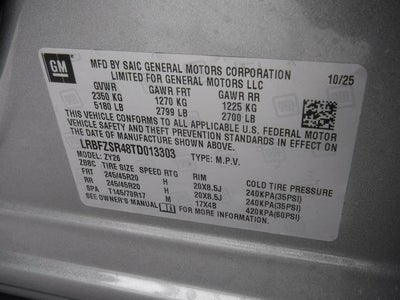 GM
MFD BY SAIC GENERAL MOTORS CORPORATION
LIMITED FOR GENERAL MOTORS LLC 10/25
GVWR GAWR FRT GAWR RR
2350 KG 1270 KG 1225 KG
5180 LB 2799 LB 2700 LB
THIS VEHICLE CONFORMS TO ALL APPLICABLE U.S. FEDERAL MOTOR
VEHICLE SAFETY AND THEFT PREVENTION STANDARDS IN EFFECT ON
THE DATE OF MANUFACTURE SHOWN ABOVE.
LRBFZSR48TD013303 TYPE: M.P.V.
MODEL: ZY26
ZBBC TIRE SIZE SPEED RTG RIM COLD TIRE PRESSURE
FRT 245/45R20 H 20X8.5J 240KPA(35PSI)
RR 245/45R20 H 20X8.5J 240KPA(35PSI)
SPA T145/70R17 M 17X4B 420KPA(60PSI)
SEE OWNER'S MANUAL FOR MORE INFORMATION.